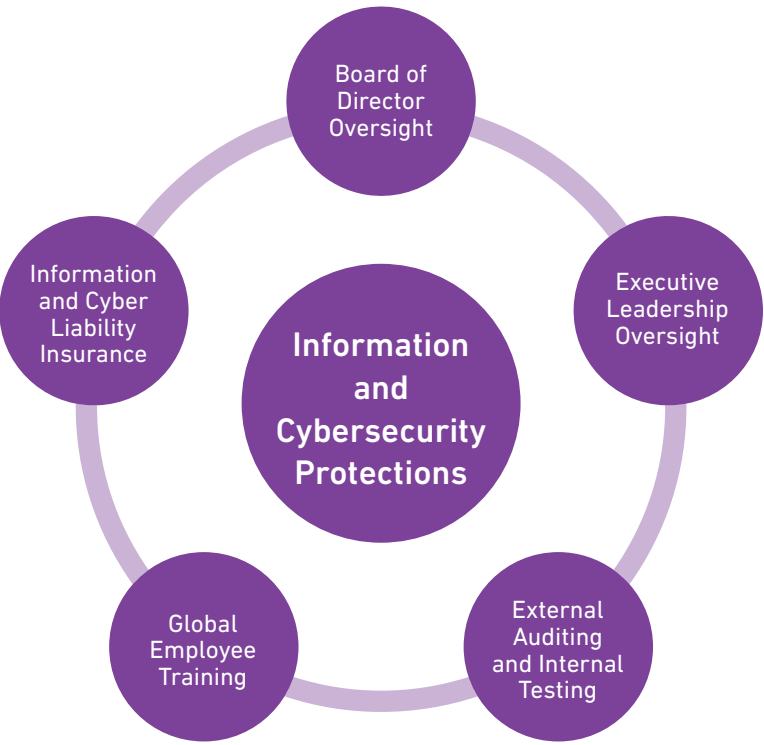 Board of
Director
Oversight
Information
and Cyber
Liability
Insurance
Executive
Leadership
Oversight
Information
and
Cybersecurity
Protections
Global
Employee
Training
External
Auditing
and Internal
Testing